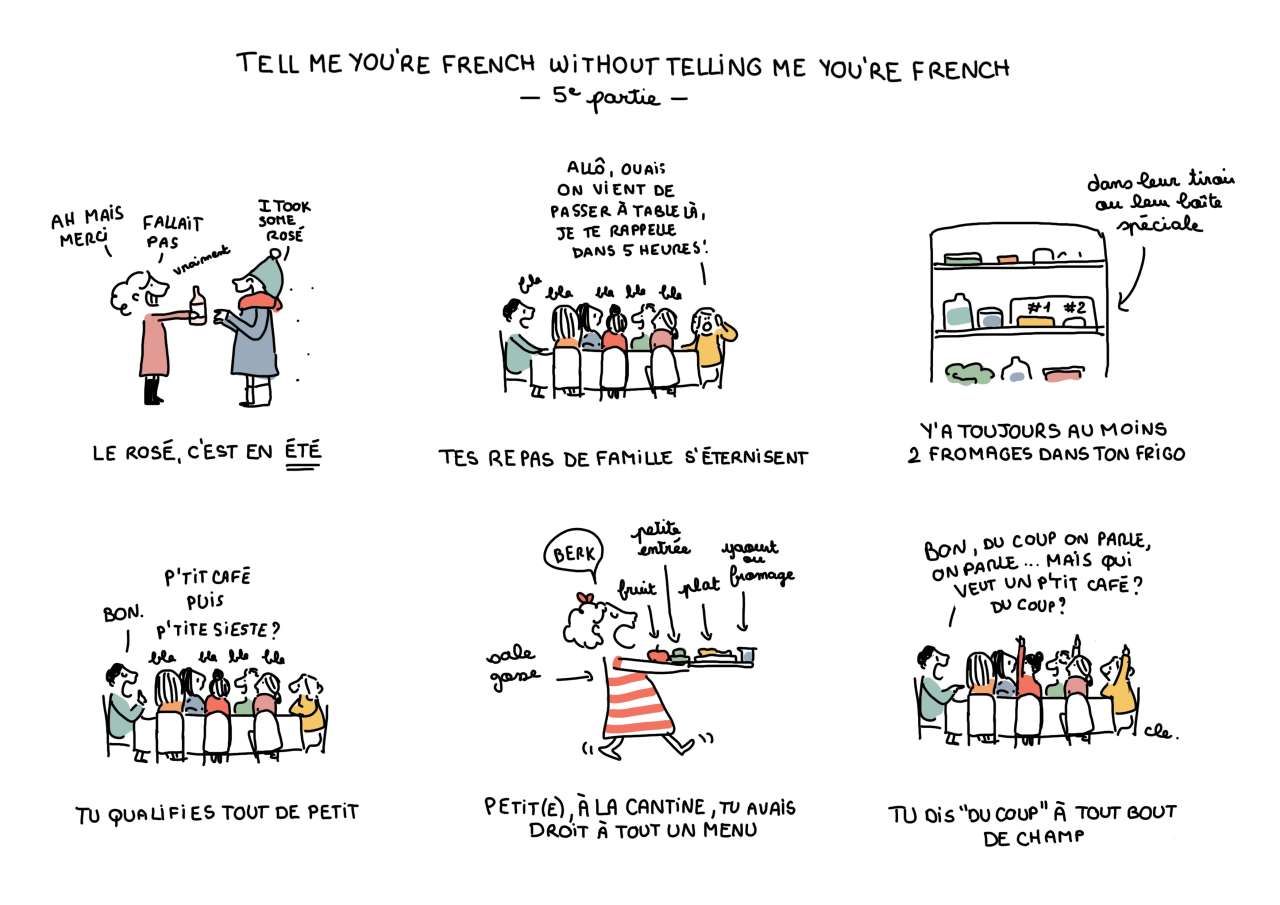 TELL ME YOU'RE FRENCH WITHOUT TELLING ME YOU'RE FRENCH
— 5e partie —
AH MAIS
MERCI
FALLAIT
PAS
vraiment
I TOOK
SOME
ROSÉ
LE ROSÉ, C'EST EN ÉTÉ
ALLÔ, OUAIS
ON VIENT DE
PASSER À TABLE LÀ,
JE TE RAPPELLE
DANS 5 HEURES!
bla bla bla bla bla
TES REPAS DE FAMILLE S'ÉTERNISENT
dans leur tiroir
ou leur boîte
spéciale
#1 #2
Y'A TOUJOURS AU MOINS
2 FROMAGES DANS TON FRIGO
BON.
P'TIT CAFÉ
PUIS
P'TITE SIESTE?
bla bla bla bla
TU QUALIFIES TOUT DE PETIT
BERK
sale
gosse
fruit
petite
entrée
plat
yaourt
ou
fromage
PETIT(E), À LA CANTINE, TU AVAIS
DROIT À TOUT UN MENU
BON, DU COUP ON PARLE,
ON PARLE... MAIS QUI
VEUT UN P'TIT CAFÉ?
DU COUP?
cle.
TU DIS "DU COUP" À TOUT BOUT
DE CHAMP